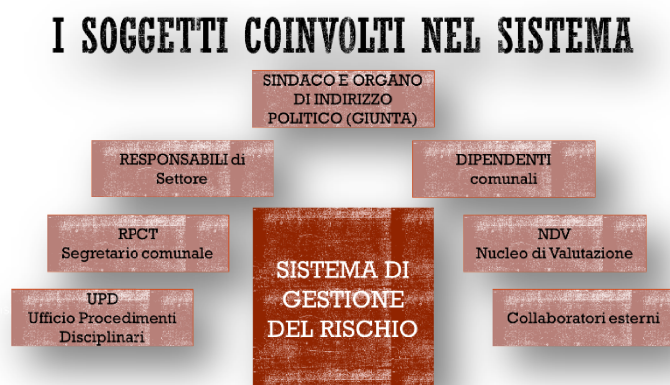 I SOGGETTI COINVOLTI NEL SISTEMA
SINDACO E ORGANO
DI INDIRIZZO
POLITICO (GIUNTA)
RESPONSABILI di
Settore
DIPENDENTI
comunali
RPCT
Segretario comunale
NDV
Nucleo di Valutazione
UPD
Ufficio Procedimenti
Disciplinari
Collaboratori esterni
SISTEMA DI
GESTIONE
DEL RISCHIO